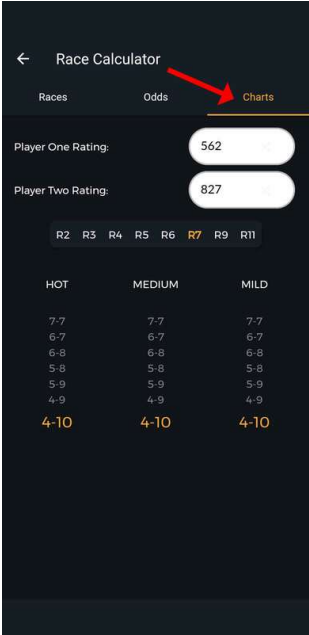 Race Calculator
Races Odds Charts
Player One Rating: 562
Player Two Rating: 827
R2 R3 R4 R5 R6 R7 R9 R11
HOT MEDIUM MILD
7-7 7-7 7-7
6-7 6-7 6-7
6-8 6-8 6-8
5-8 5-8 5-8
5-9 5-9 5-9
4-9 4-9 4-9
4-10 4-10 4-10